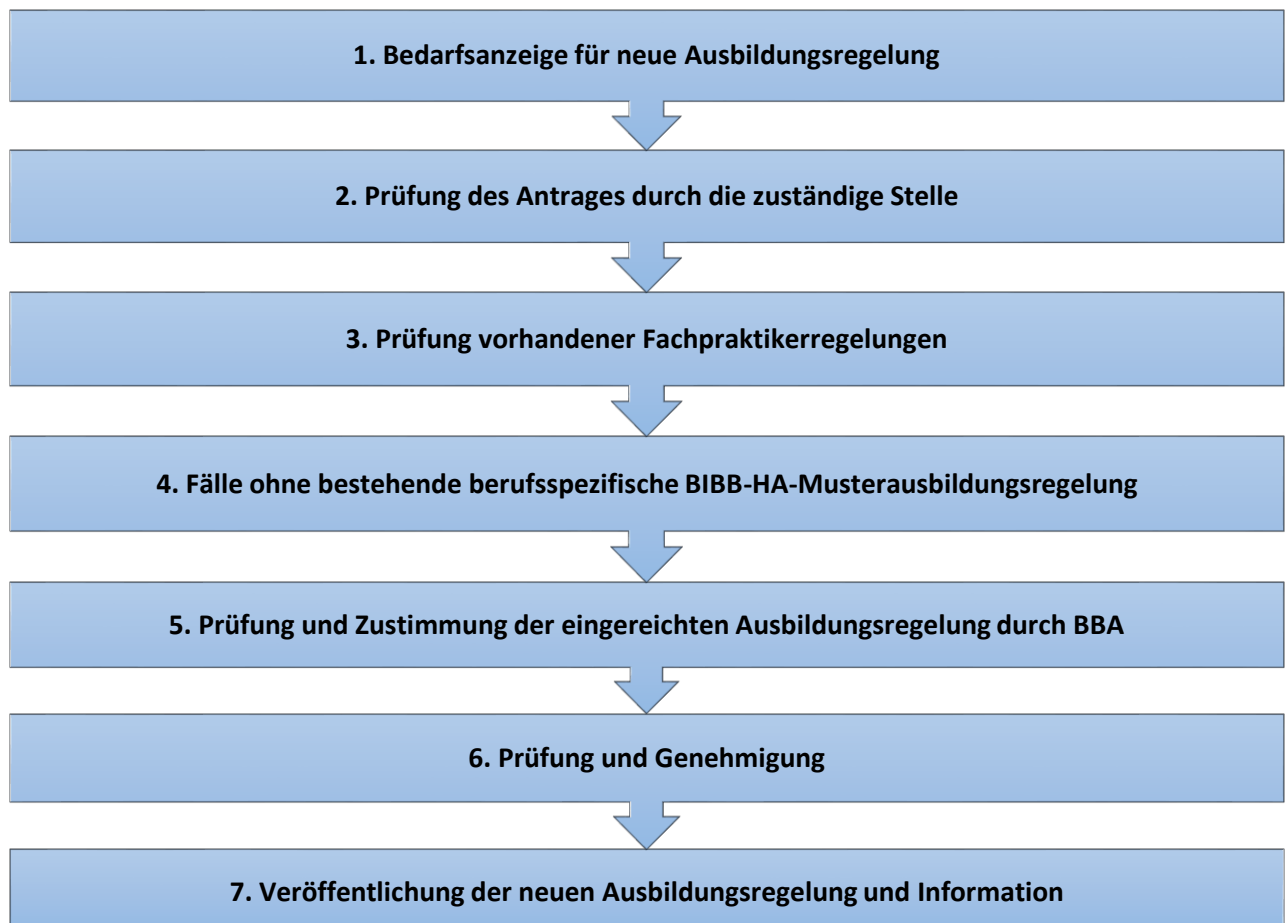 1. Bedarfsanzeige für neue Ausbildungsregelung
2. Prüfung des Antrages durch die zuständige Stelle
3. Prüfung vorhandener Fachpraktikerregelungen
4. Fälle ohne bestehende berufsspezifische BIBB-HA-Musterausbildungsregelung
5. Prüfung und Zustimmung der eingereichten Ausbildungsregelung durch BBA
6. Prüfung und Genehmigung
7. Veröffentlichung der neuen Ausbildungsregelung und Information